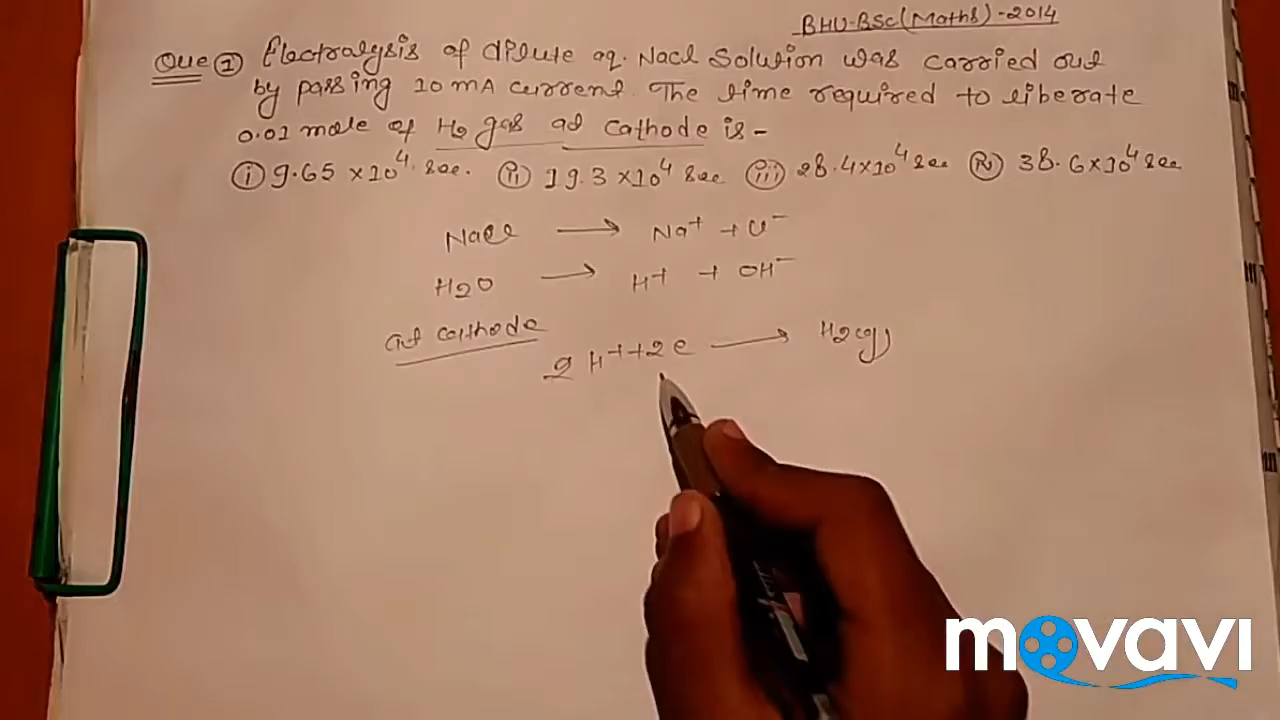 BHU-BSc(Maths)-2014
Que ① Electralysis of dilute aq. Nacl Solution was carried out
by passing 10 mA current. The time required to liberate
0.01 mole of H2 gas at cathode is -
(i) 9.65 ×10⁴ sec. (ii) 19.3 ×10⁴ sec (iii) 28.4×10⁴ sec (iv) 38.6×10⁴ sec
Nacl → Na⁺ + Cl⁻
H2O → H⁺ + OH⁻
at cathode
2H⁺+2e → H2(g)
movavi